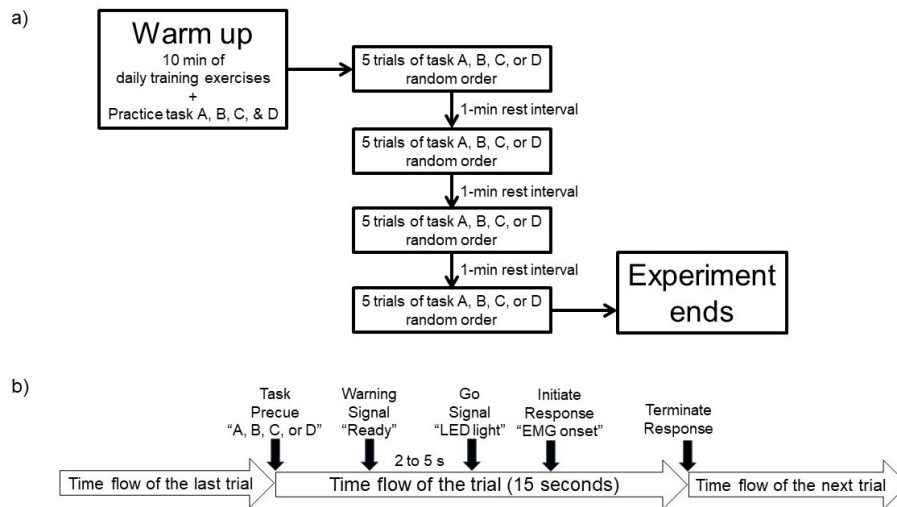 a)
Warm up
10 min of
daily training exercises
+
Practice task A, B, C, & D
5 trials of task A, B, C, or D
random order
1-min rest interval
5 trials of task A, B, C, or D
random order
1-min rest interval
5 trials of task A, B, C, or D
random order
1-min rest interval
5 trials of task A, B, C, or D
random order
Experiment
ends
b)
Task
Precue
“A, B, C, or D”
Warning
Signal
“Ready”
Go
Signal
“LED light”
Initiate
Response
“EMG onset”
Terminate
Response
2 to 5 s
Time flow of the last trial
Time flow of the trial (15 seconds)
Time flow of the next trial